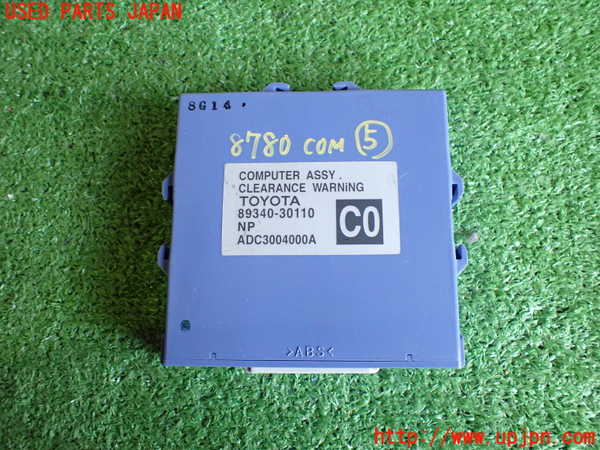 USED PARTS JAPAN
8G14
8780 COM ⑤
COMPUTER ASSY.
CLEARANCE WARNiNG
TOYOTA
89340-30110
NP
ADC3004000A
C0
>ABS<
http://www.upjpn.com